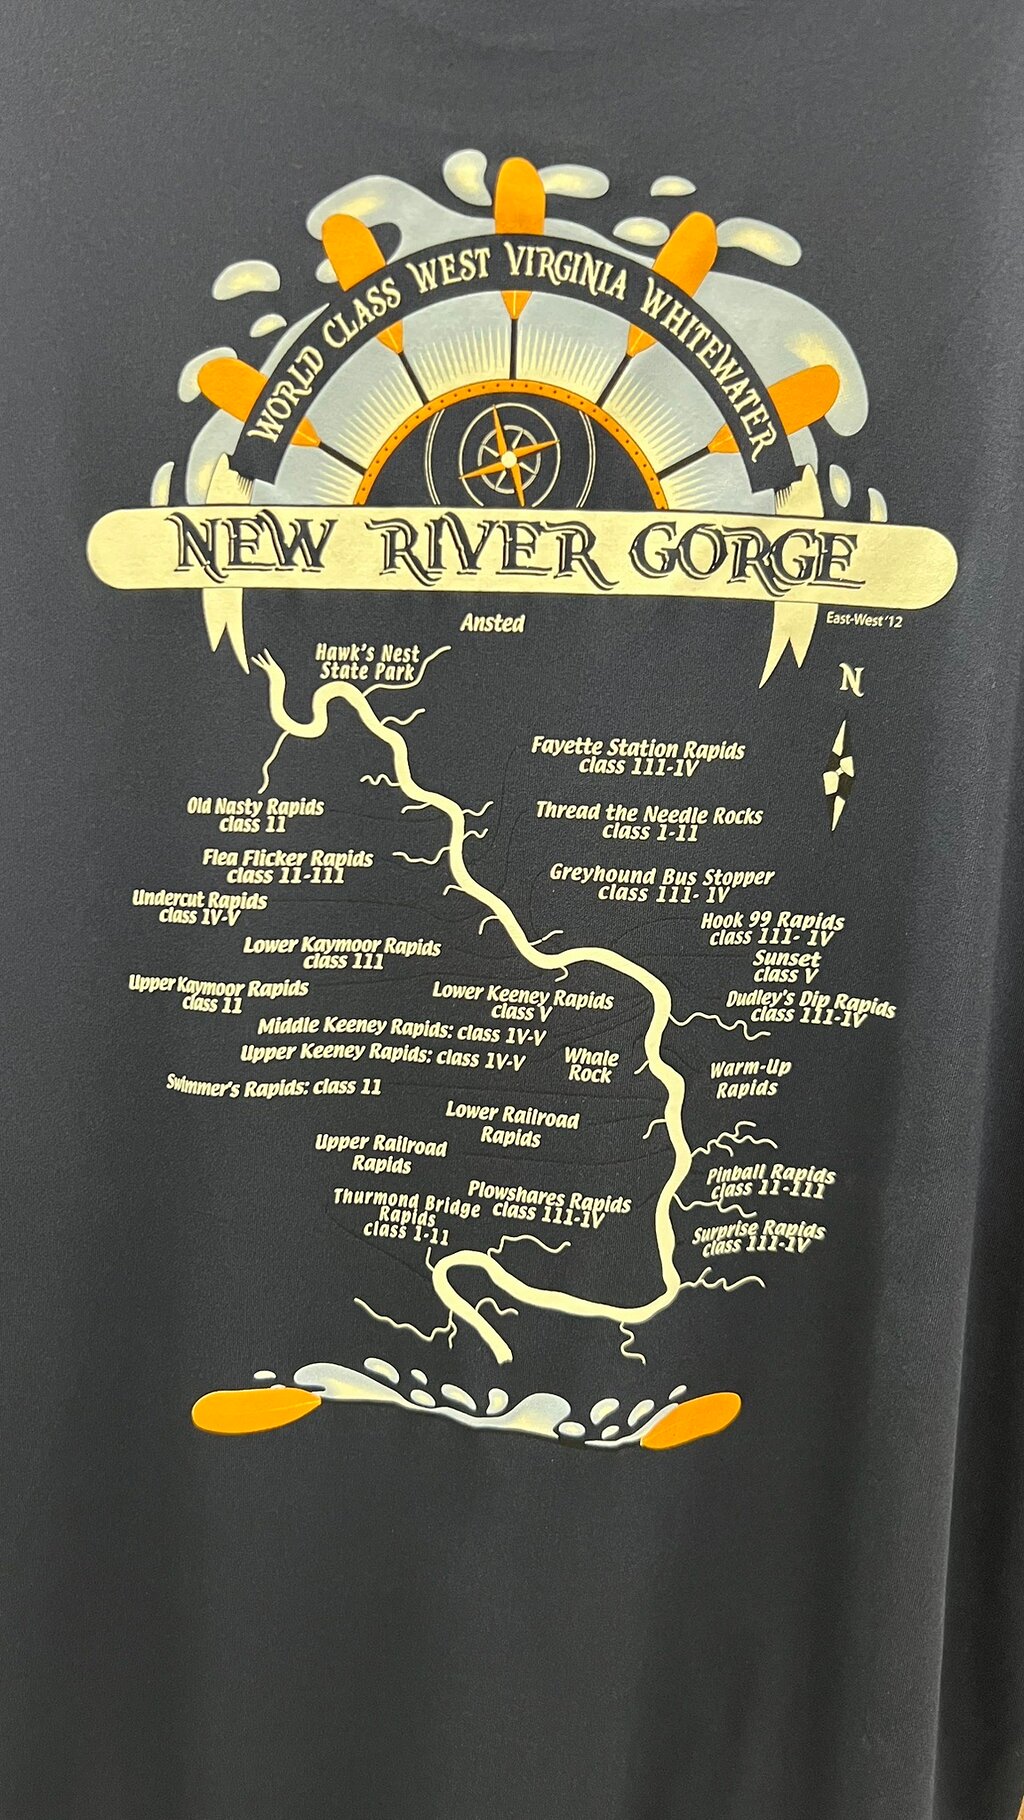 WORLD CLASS WEST VIRGINIA WHITEWATER
NEW RIVER GORGE
East-West '12
Ansted
Hawk's Nest
State Park
N
Fayette Station Rapids
class 111-1V
Old Nasty Rapids
class 11
Thread the Needle Rocks
class 1-11
Flea Flicker Rapids
class 11-111
Greyhound Bus Stopper
class 111- 1V
Undercut Rapids
class 1V-V
Hook 99 Rapids
class 111- 1V
Lower Kaymoor Rapids
class 111
Sunset
class V
Upper Kaymoor Rapids
class 11
Lower Keeney Rapids
class V
Dudley's Dip Rapids
class 111-1V
Middle Keeney Rapids: class 1V-V
Upper Keeney Rapids: class 1V-V
Whale
Rock
Warm-Up
Rapids
Swimmer's Rapids: class 11
Lower Railroad
Rapids
Upper Railroad
Rapids
Pinball Rapids
class 11-111
Plowshares Rapids
class 111-1V
Thurmond Bridge
Rapids
class 1-11
Surprise Rapids
class 111-1V